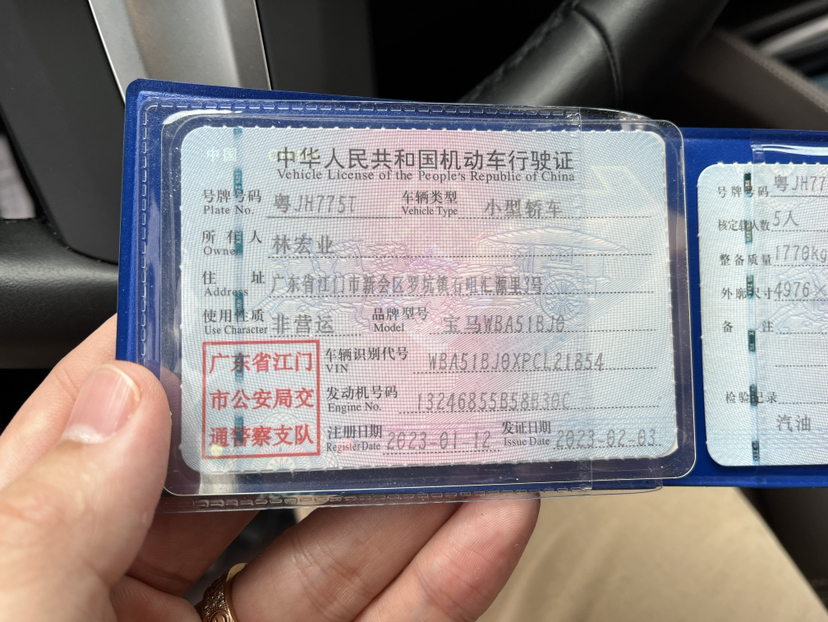 中国
中华人民共和国机动车行驶证
Vehicle License of the People's Republic of China
号牌号码 粤JH775T 车辆类型 小型轿车
Plate No. Vehicle Type
所有人 林宏业
Owner
住址 广东省江门市新会区罗坑镇石咀汇源里3号
Address
使用性质 非营运 品牌型号 宝马WBA51BJ0
Use Character Model
广东省江门
市公安局交
通警察支队
车辆识别代号 WBA51BJ0XPCL21854
VIN
发动机号码 13246855B58B30C
Engine No.
注册日期 2023-01-12 发证日期 2023-02-03
Register Date Issue Date
号牌号码 粤JH77
核定载人数 5人
整备质量 1770kg
外廓尺寸 4976×
备注
检验记录
汽油